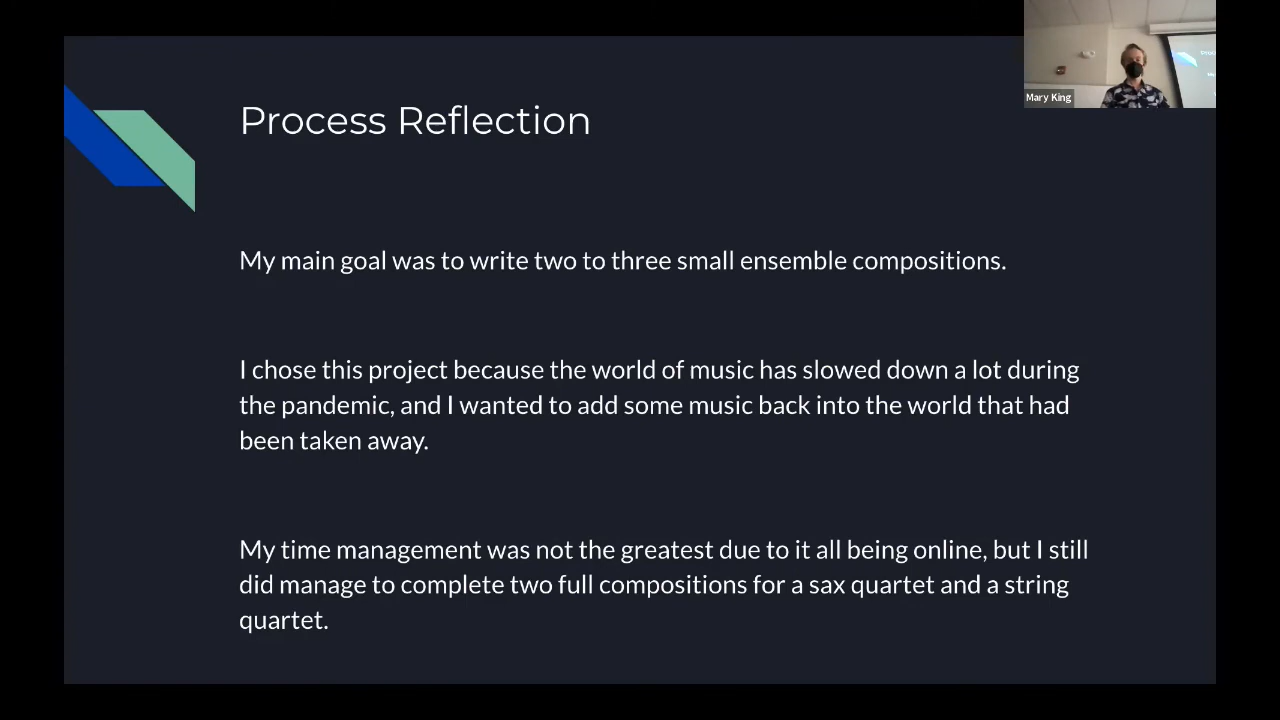 Mary King
Process Reflection
My main goal was to write two to three small ensemble compositions.
I chose this project because the world of music has slowed down a lot during
the pandemic, and I wanted to add some music back into the world that had
been taken away.
My time management was not the greatest due to it all being online, but I still
did manage to complete two full compositions for a sax quartet and a string
quartet.